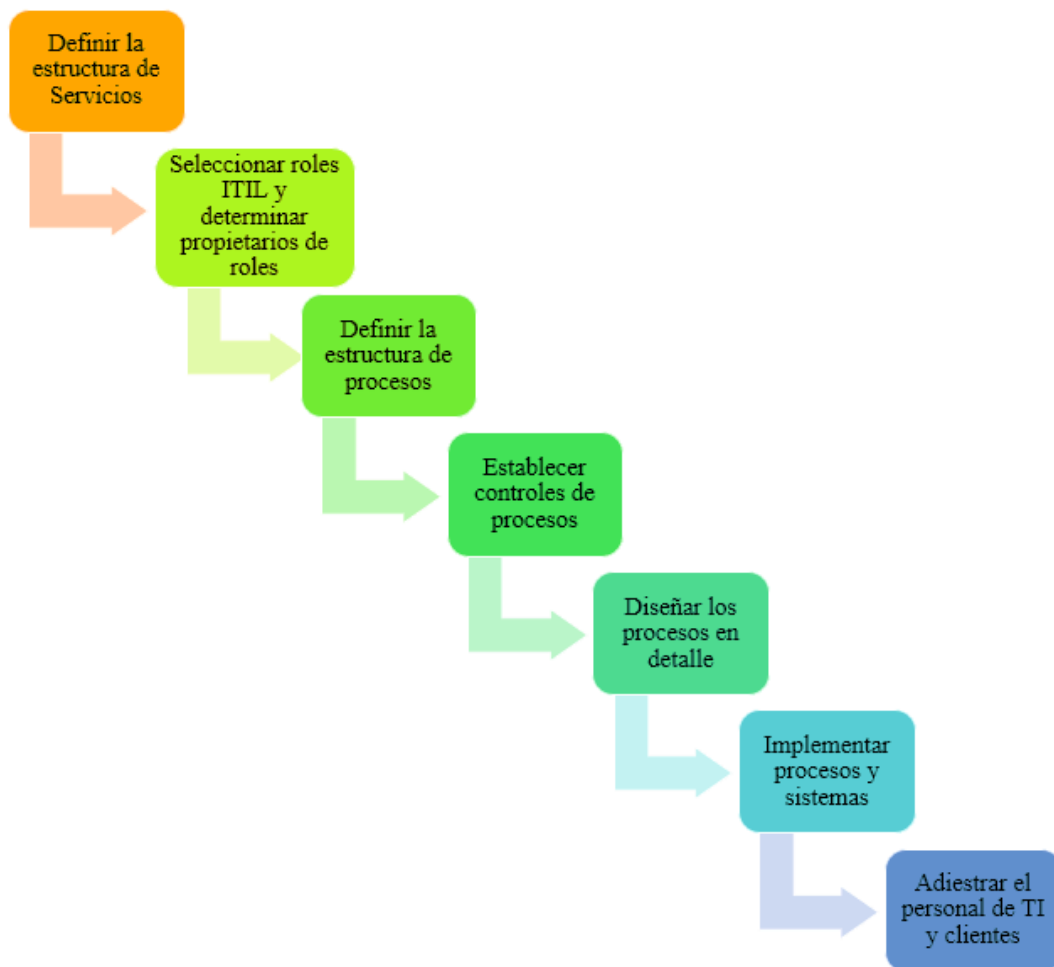 Definir la
estructura de
Servicios
Seleccionar roles
ITIL y
determinar
propietarios de
roles
Definir la
estructura de
procesos
Establecer
controles de
procesos
Diseñar los
procesos en
detalle
Implementar
procesos y
sistemas
Adiestrar el
personal de TI
y clientes